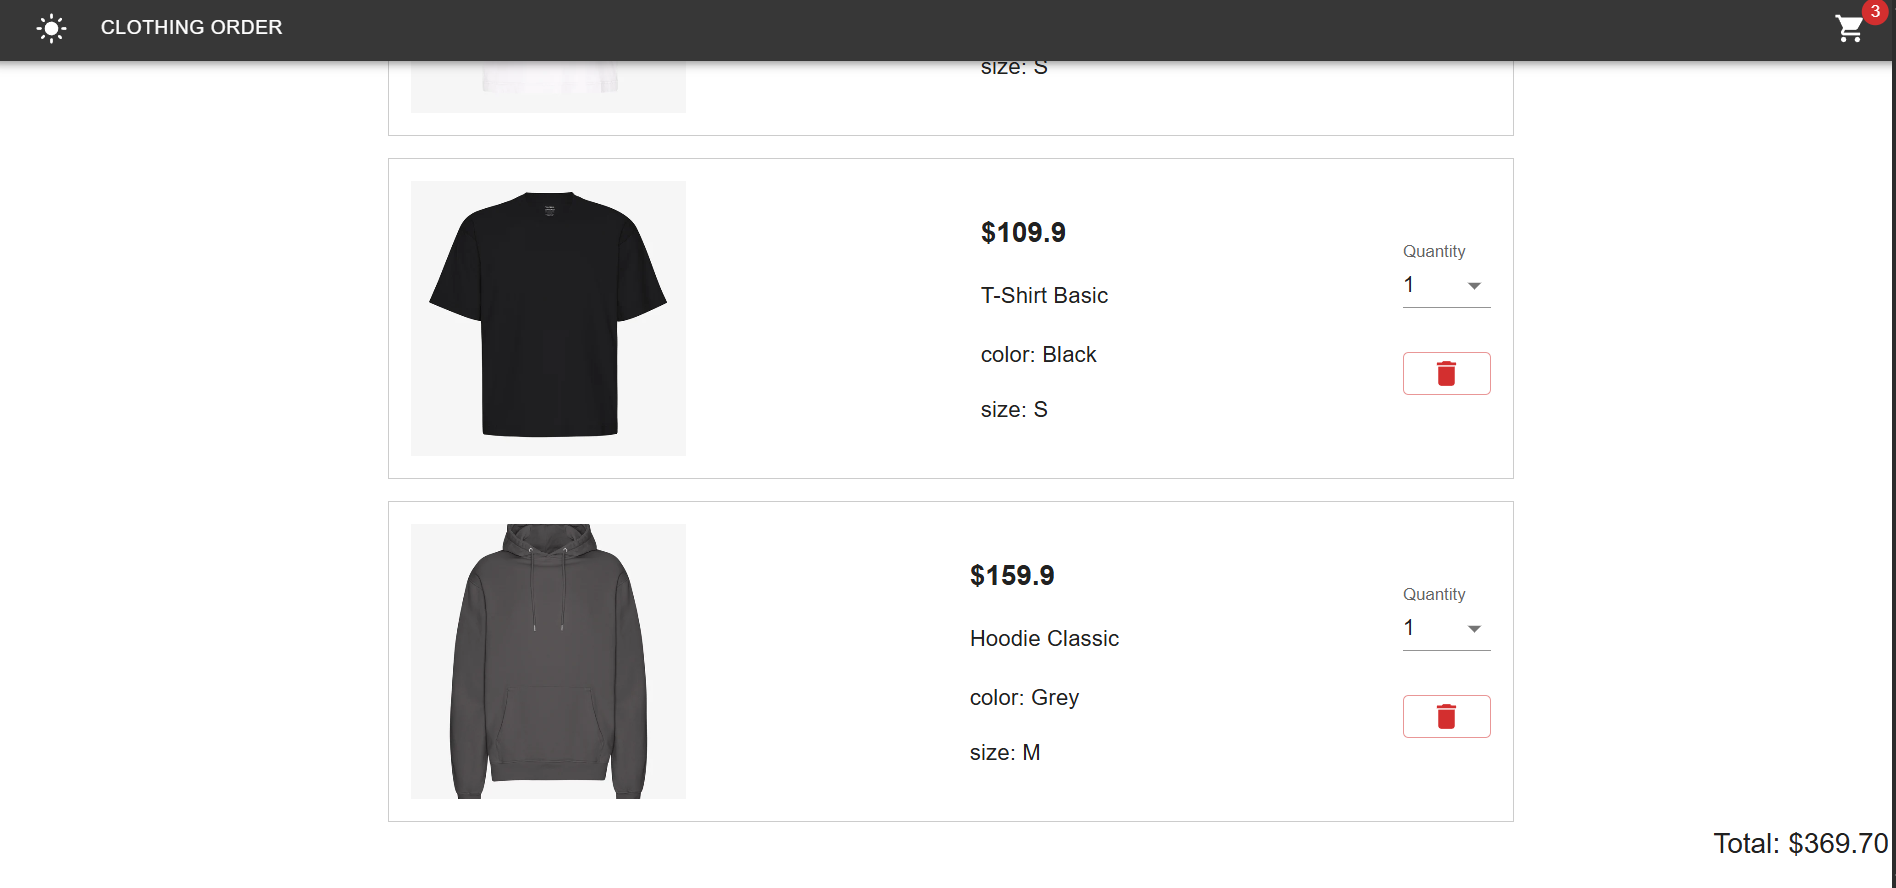 CLOTHING ORDER
3
size: S
$109.9
T-Shirt Basic
color: Black
size: S
Quantity
1
$159.9
Hoodie Classic
color: Grey
size: M
Quantity
1
Total: $369.70